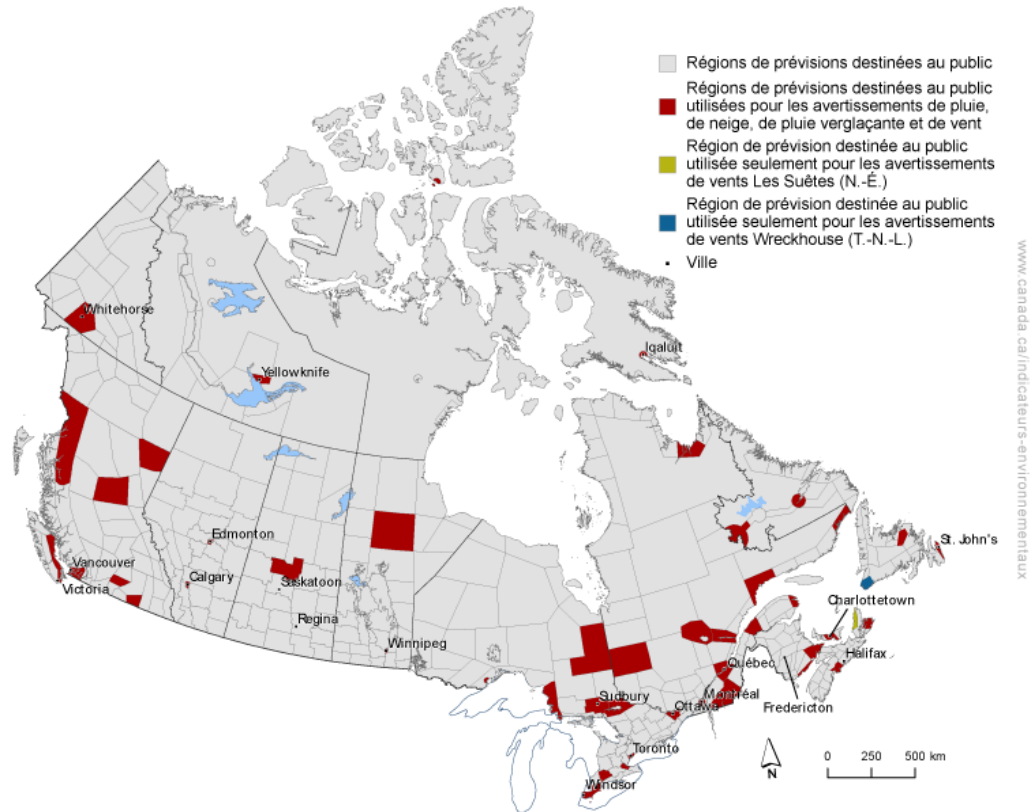 Régions de prévisions destinées au public
Régions de prévisions destinées au public
utilisées pour les avertissements de pluie,
de neige, de pluie verglaçante et de vent
Région de prévision destinée au public
utilisée seulement pour les avertissements
de vents Les Suêtes (N.-É.)
Région de prévision destinée au public
utilisée seulement pour les avertissements
de vents Wreckhouse (T.-N.-L.)
Ville
www.canada.ca/indicateurs-environnementaux
Whitehorse
Yellowknife
Iqaluit
Edmonton
Calgary
Vancouver
Victoria
Saskatoon
Regina
Winnipeg
St. John's
Charlottetown
Halifax
Fredericton
Québec
Montréal
Ottawa
Sudbury
Toronto
Windsor
N
0 250 500 km